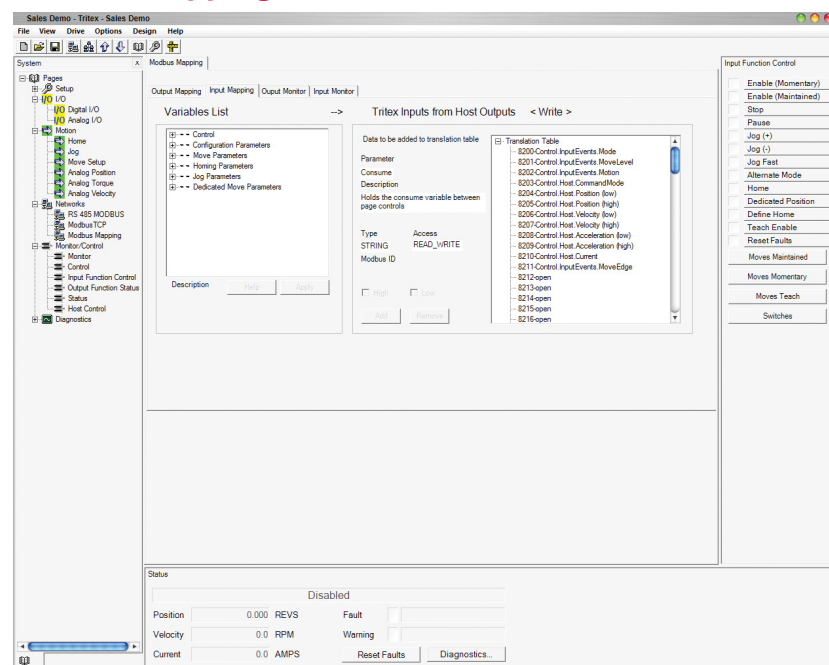 Sales Demo - Tritex - Sales Demo
File View Drive Options Design Help
System x
Pages
Setup
I/O I/O
I/O Digital I/O
I/O Analog I/O
Motion
Home
Jog
Move Setup
Analog Position
Analog Torque
Analog Velocity
Networks
RS 485 MODBUS
ModbusTCP
Modbus Mapping
Monitor/Control
Monitor
Control
Input Function Control
Output Function Status
Status
Host Control
Diagnostics
Modbus Mapping
Output Mapping Input Mapping Ouput Monitor Input Monitor
Variables List --> Tritex Inputs from Host Outputs < Write >
Control
Configuration Parameters
Move Parameters
Homing Parameters
Jog Parameters
Dedicated Move Parameters
Description Help Apply
Data to be added to translation table
Parameter
Consume
Description
Holds the consume variable between
page controls
Type Access
STRING READ_WRITE
Modbus ID
High Low
Add Remove
Translation Table
8200-Control.InputEvents.Mode
8201-Control.InputEvents.MoveLevel
8202-Control.InputEvents.Motion
8203-Control.Host.CommandMode
8204-Control.Host.Position (low)
8205-Control.Host.Position (high)
8206-Control.Host.Velocity (low)
8207-Control.Host.Velocity (high)
8208-Control.Host.Acceleration (low)
8209-Control.Host.Acceleration (high)
8210-Control.Host.Current
8211-Control.InputEvents.MoveEdge
8212-open
8213-open
8214-open
8215-open
8216-open
Input Function Control
Enable (Momentary)
Enable (Maintained)
Stop
Pause
Jog (+)
Jog (-)
Jog Fast
Alternate Mode
Home
Dedicated Position
Define Home
Teach Enable
Reset Faults
Moves Maintained
Moves Momentary
Moves Teach
Switches
Status
Disabled
Position 0.000 REVS Fault
Velocity 0.0 RPM Warning
Current 0.0 AMPS Reset Faults Diagnostics...